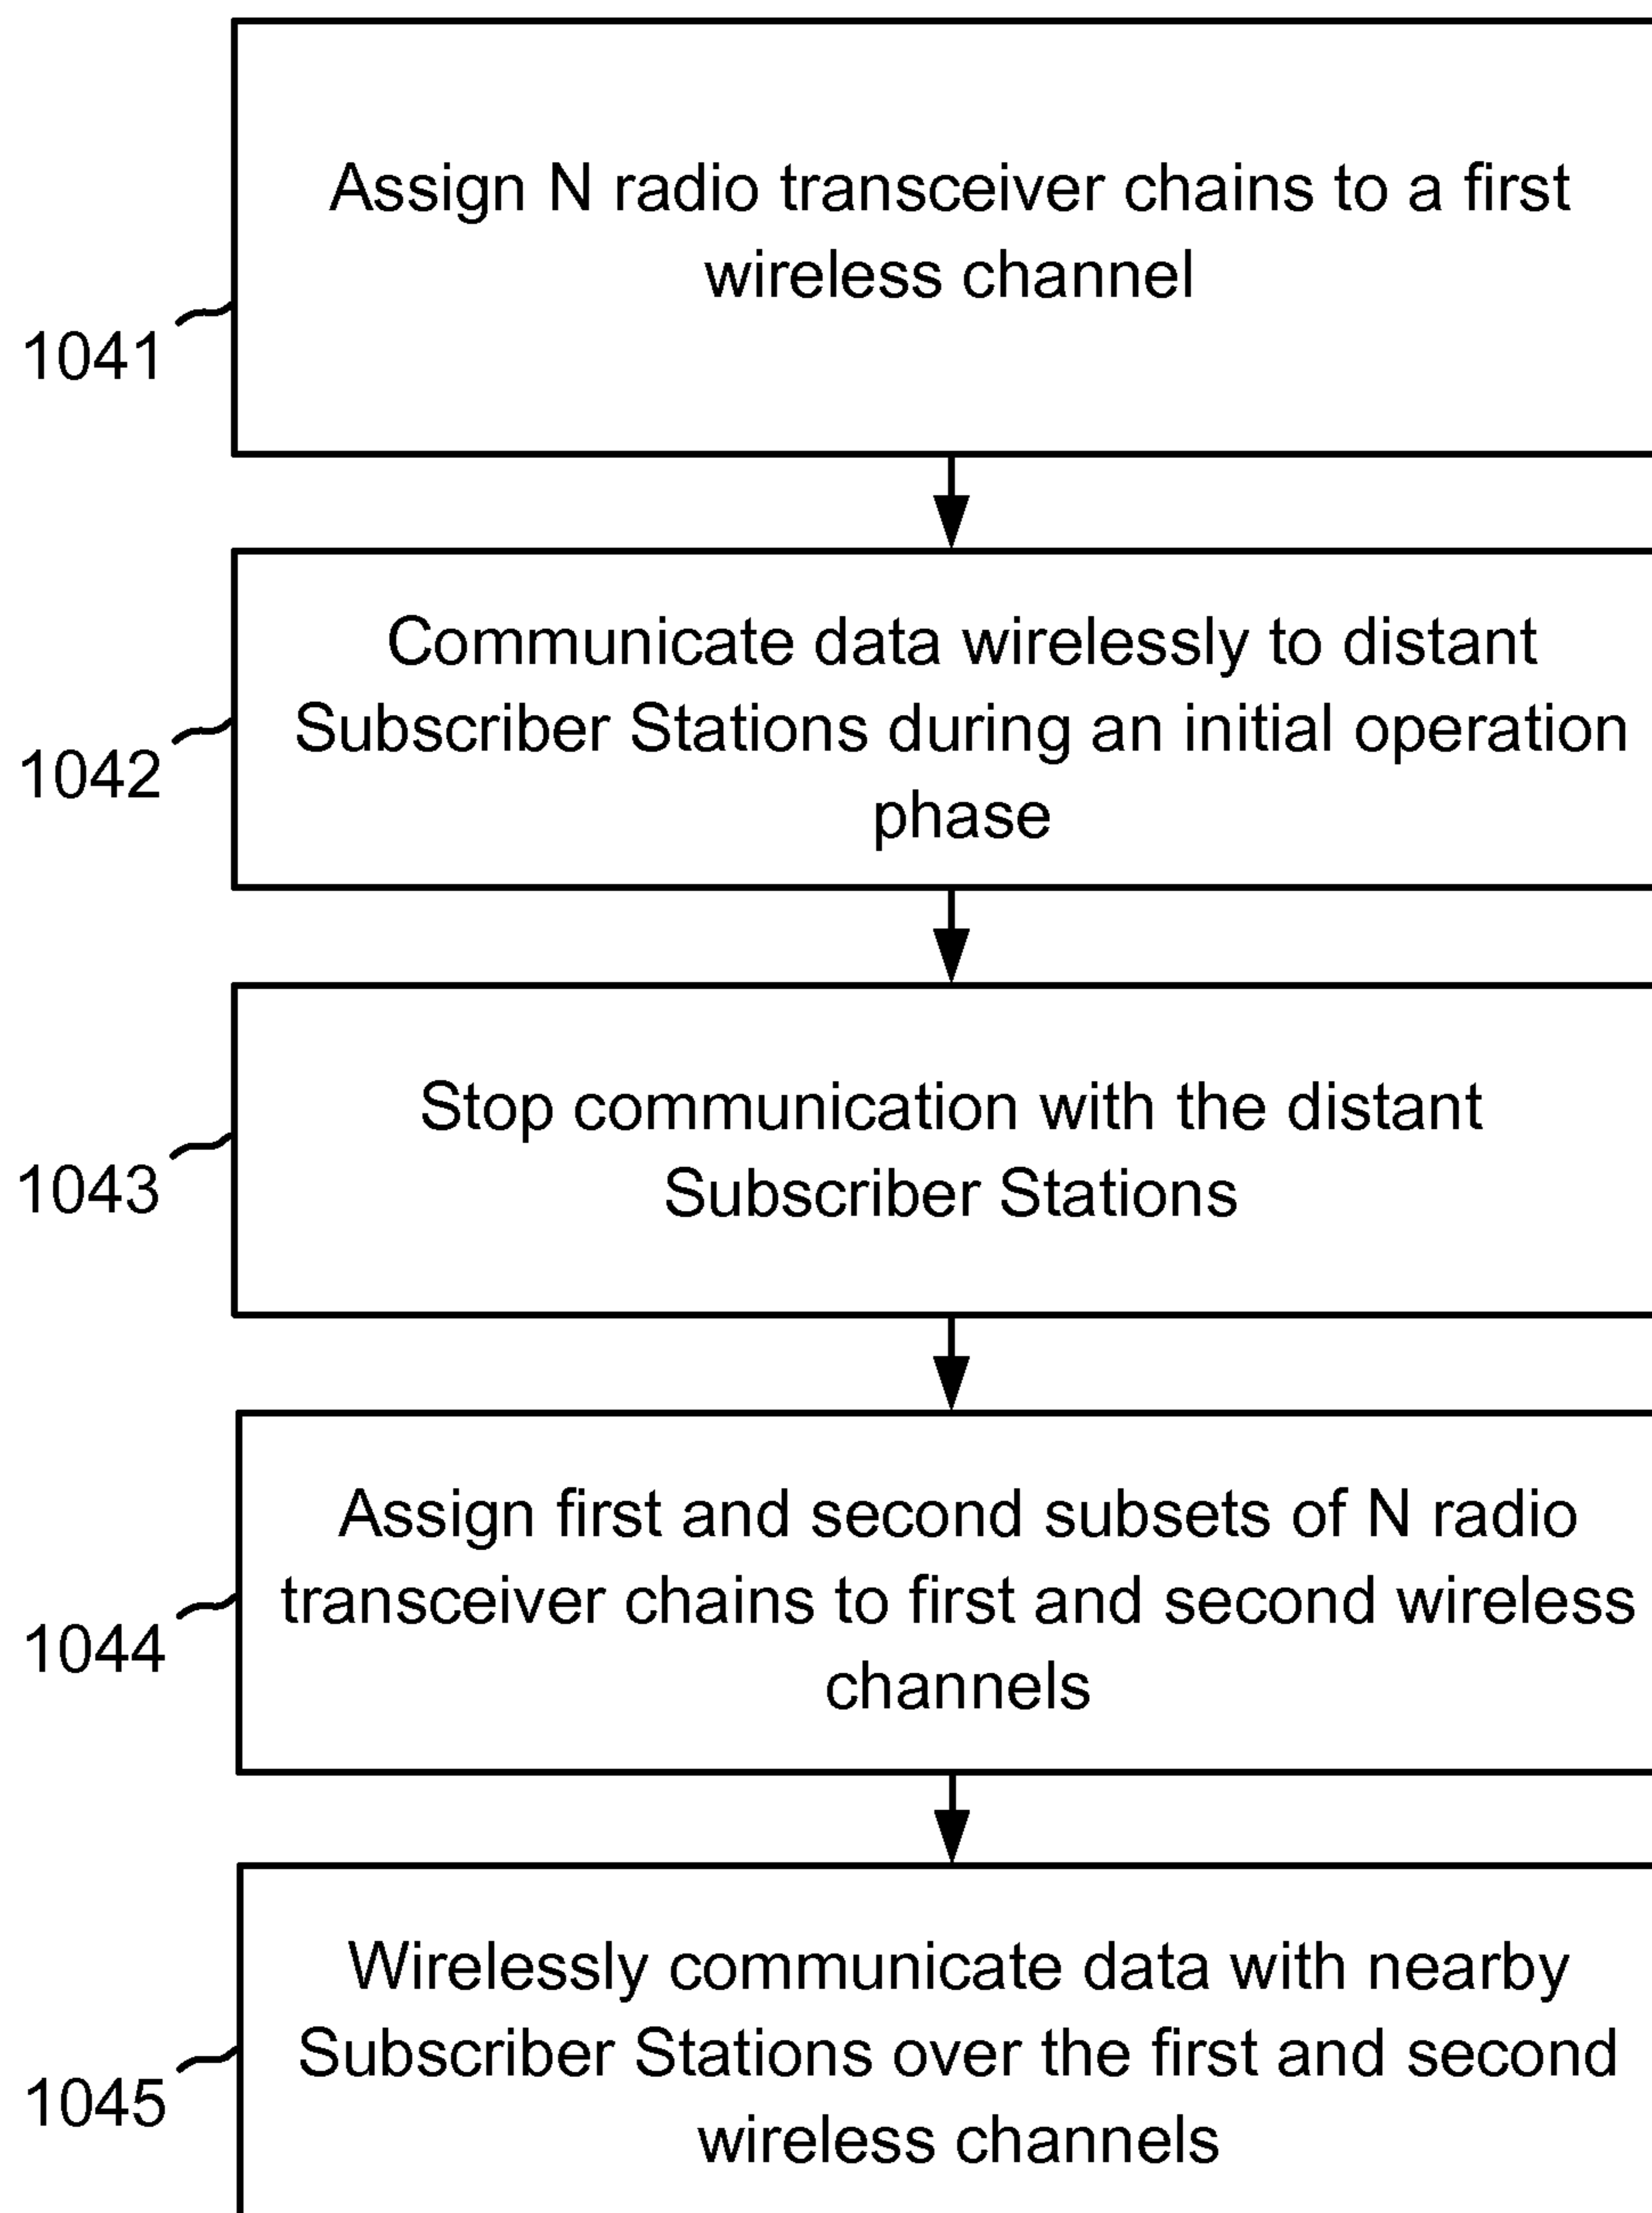 Assign N radio transceiver chains to a first
wireless channel
1041
Communicate data wirelessly to distant
Subscriber Stations during an initial operation
phase
1042
Stop communication with the distant
Subscriber Stations
1043
Assign first and second subsets of N radio
transceiver chains to first and second wireless
channels
1044
Wirelessly communicate data with nearby
Subscriber Stations over the first and second
wireless channels
1045